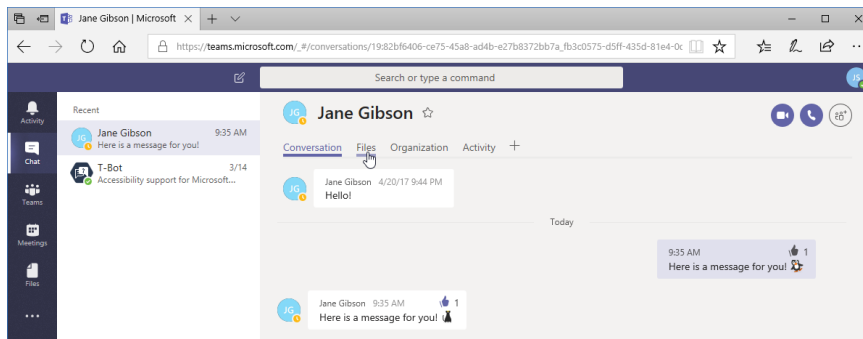 Jane Gibson | Microsoft
https://teams.microsoft.com/_#/conversations/19:82bf6406-ce75-45a8-ad4b-e27b8372bb7a_fb3c0575-d5ff-435d-81e4-0c
Search or type a command
JS
Activity
Chat
Teams
Meetings
Files
Recent
JG
Jane Gibson 9:35 AM
Here is a message for you!
T-Bot 3/14
Accessibility support for Microsoft...
JG
Jane Gibson
Conversation Files Organization Activity
JG
Jane Gibson 4/20/17 9:44 PM
Hello!
Today
9:35 AM 1
Here is a message for you!
JG
Jane Gibson 9:35 AM 1
Here is a message for you!